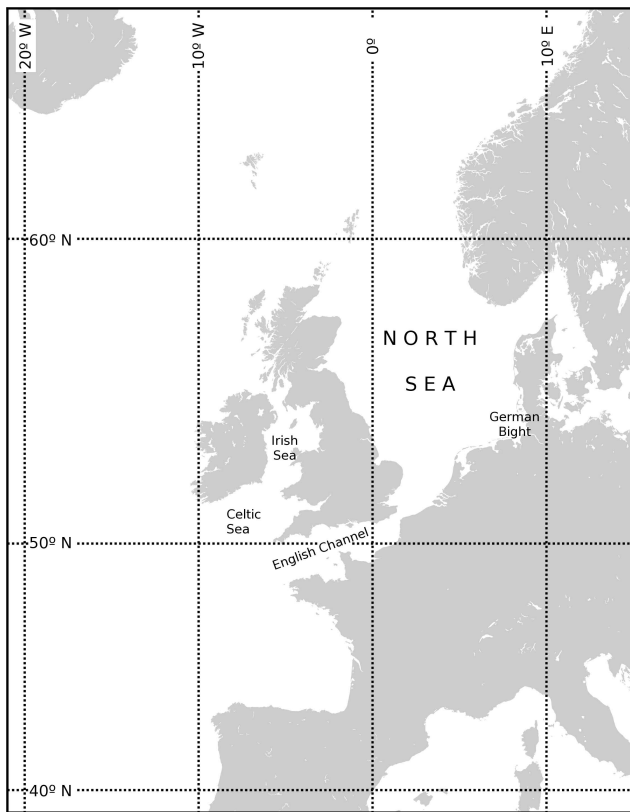 20º W
10º W
0º
10º E
60º N
NORTH
SEA
German
Bight
Irish
Sea
Celtic
Sea
English Channel
50º N
40º N